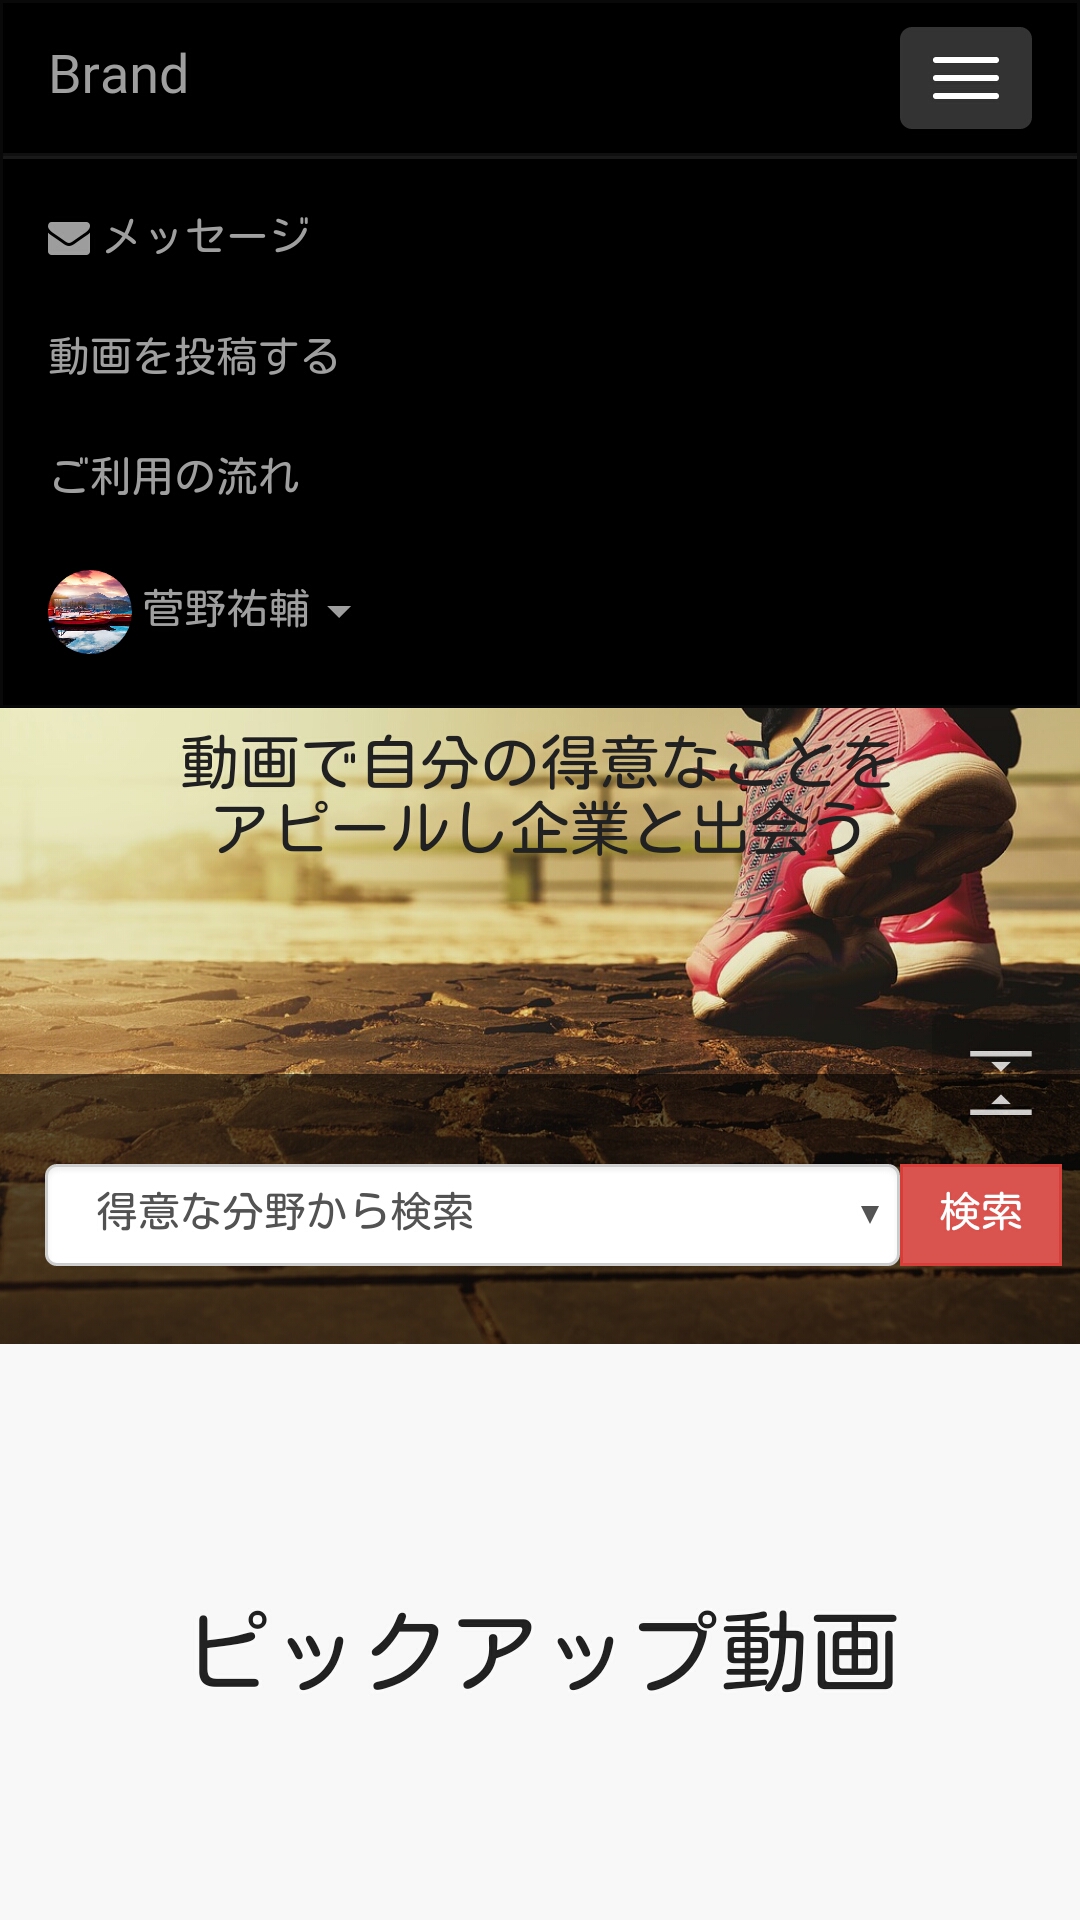 Brand
メッセージ
動画を投稿する
ご利用の流れ
菅野祐輔
動画で自分の得意なことを
アピールし企業と出会う
得意な分野から検索
検索
ピックアップ動画